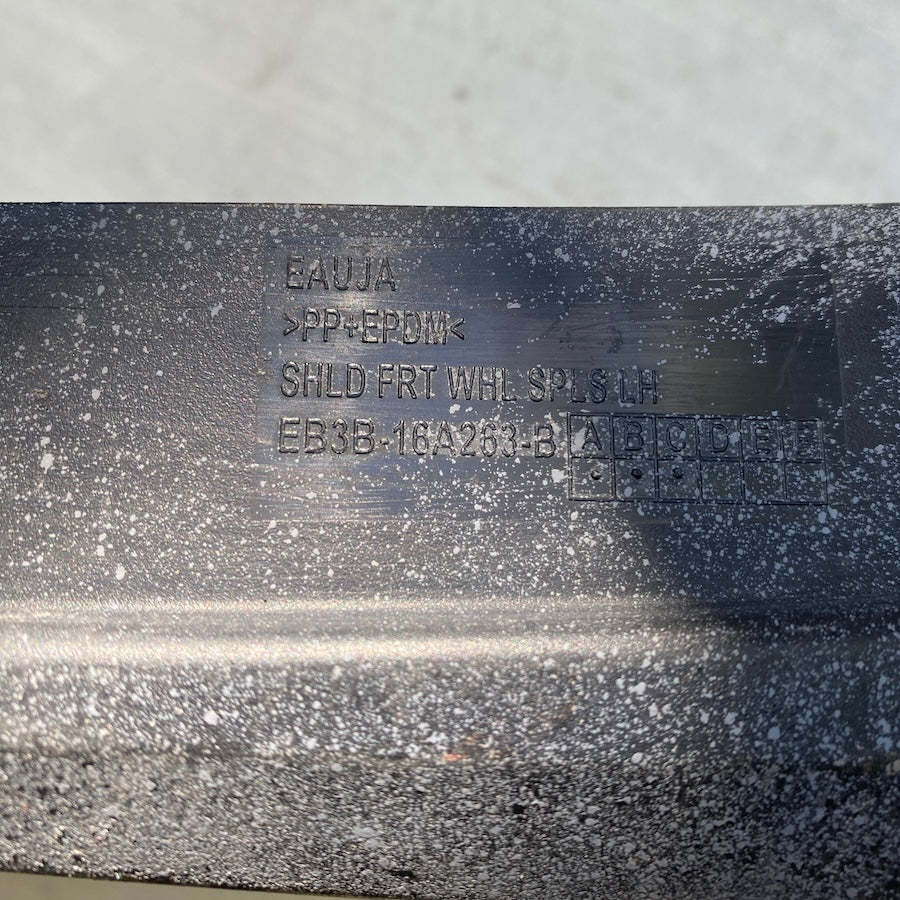 EAUJA
>PP+EPDM<
SHLD FRT WHL SPLS LH
EB3B-16A263-B A B C D E F